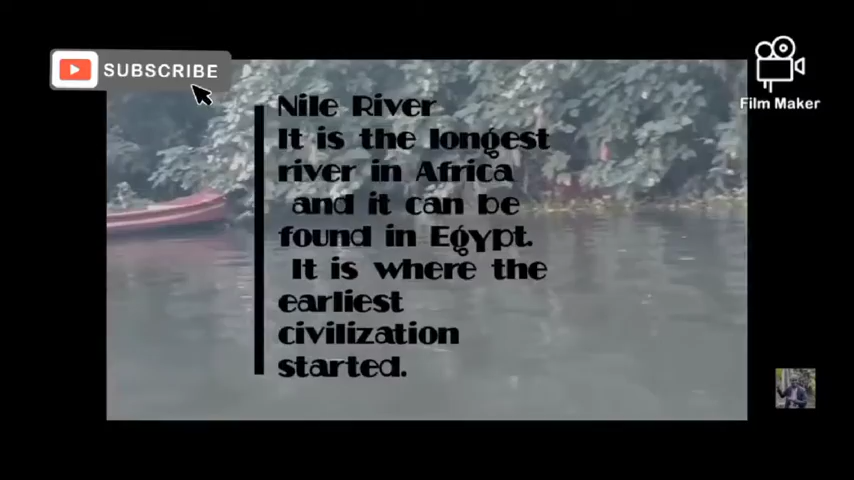 SUBSCRIBE
Film Maker
Nile River
It is the longest
river in Africa
and it can be
found in Egypt.
It is where the
earliest
civilization
started.